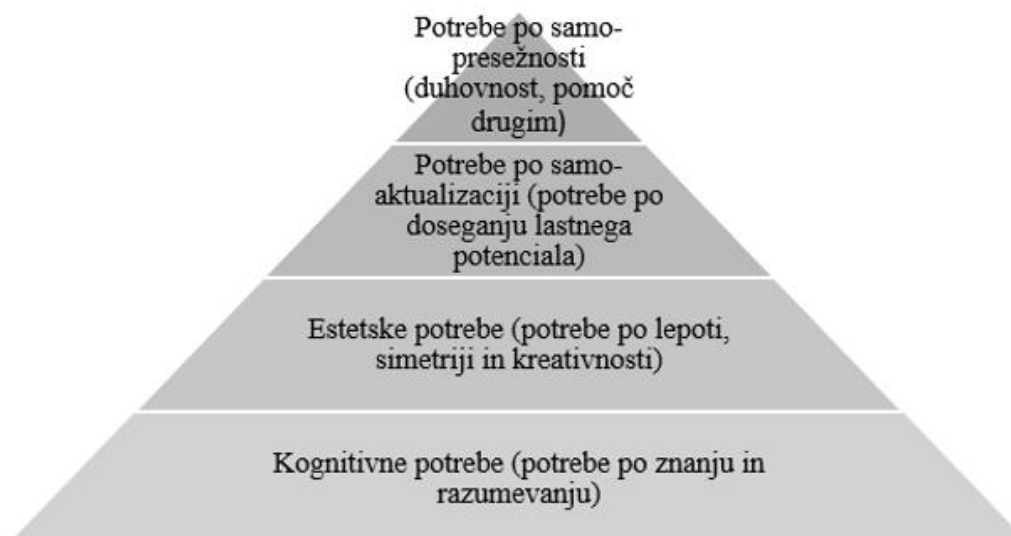 Potrebe po samo-
presežnosti
(duhovnost, pomoč
drugim)
Potrebe po samo-
aktualizaciji (potrebe po
doseganju lastnega
potenciala)
Estetske potrebe (potrebe po lepoti,
simetriji in kreativnosti)
Kognitivne potrebe (potrebe po znanju in
razumevanju)